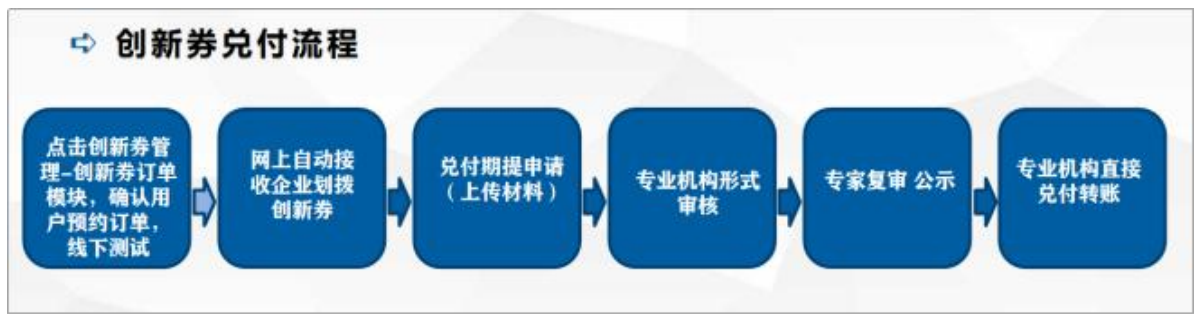 创新券兑付流程
点击创新券管
理-创新券订单
模块，确认用
户预约订单，
线下测试
网上自动接
收企业划拨
创新券
兑付期提申请
（上传材料）
专业机构形式
审核
专家复审 公示
专业机构直接
兑付转账